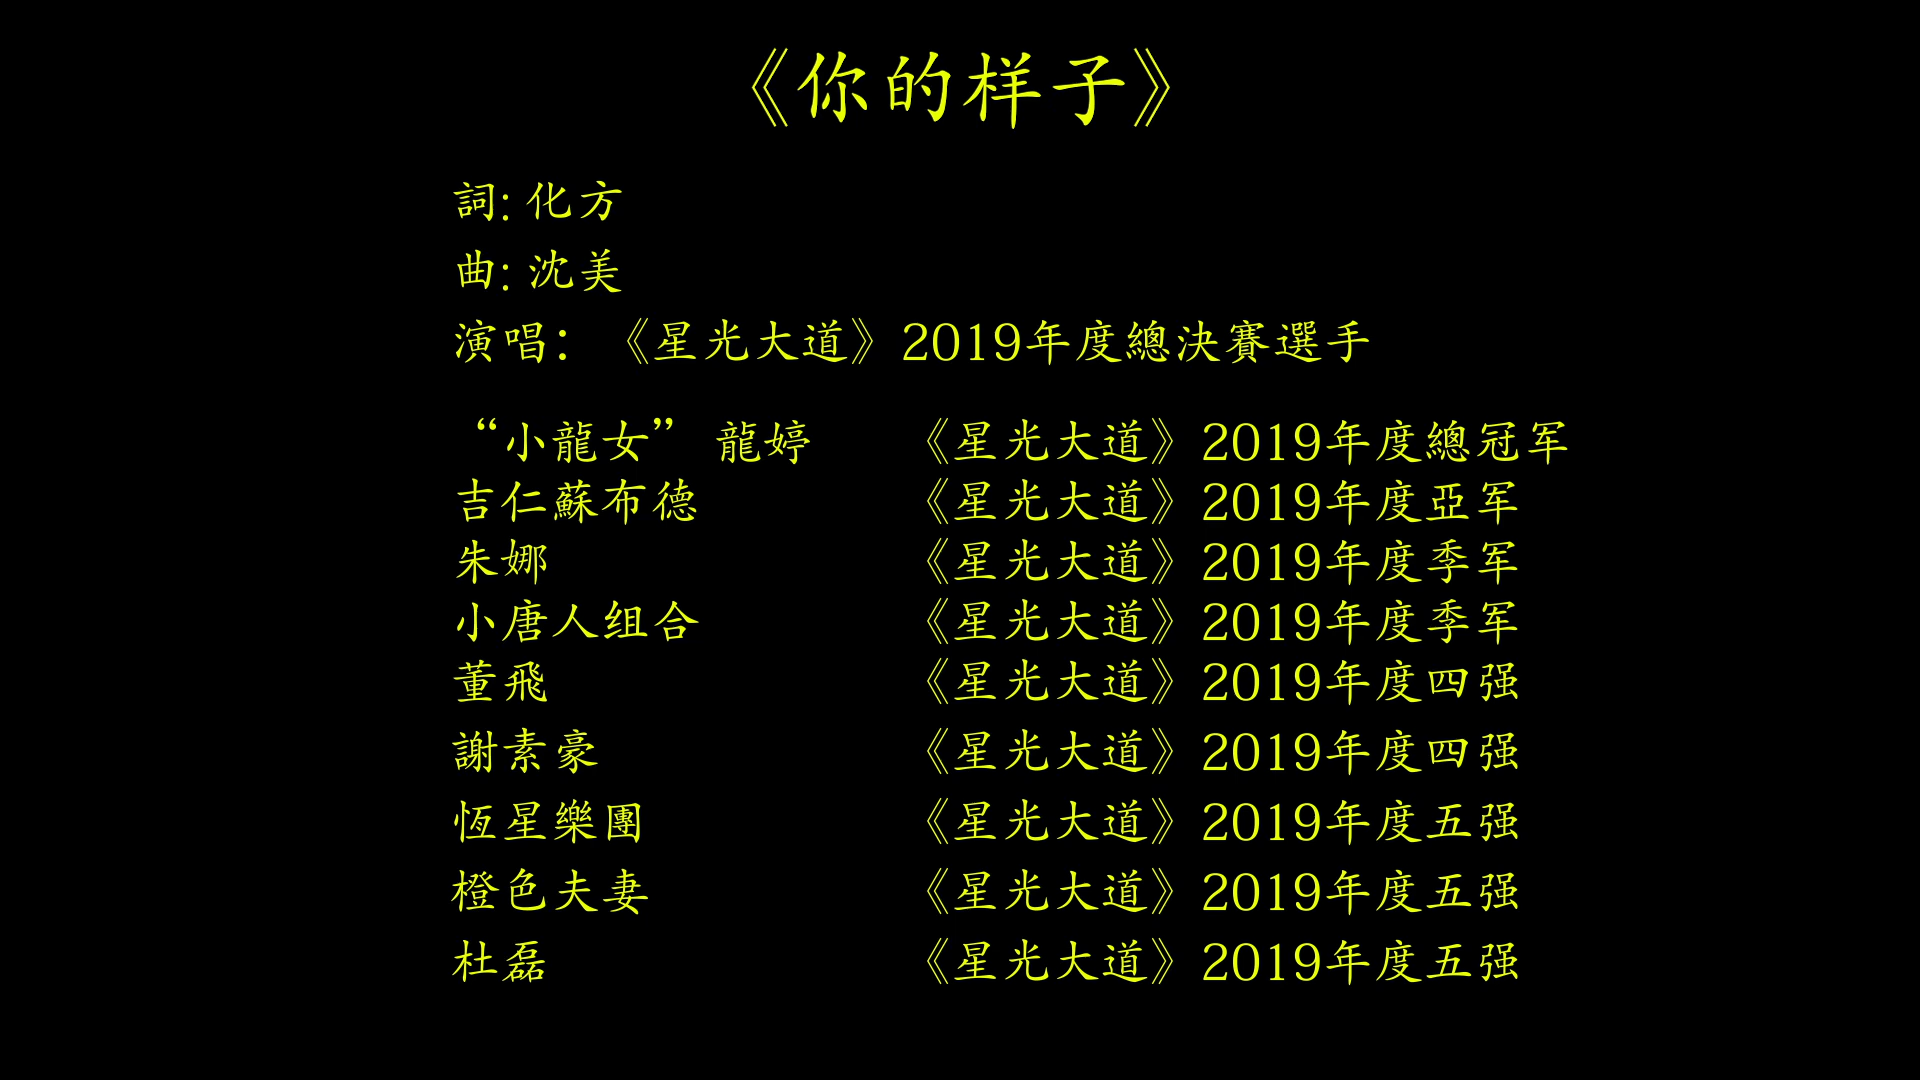 《你的样子》
詞: 化方
曲: 沈美
演唱: 《星光大道》2019年度總決賽選手
“小龍女” 龍婷 《星光大道》2019年度總冠军
吉仁蘇布德 《星光大道》2019年度亞军
朱娜 《星光大道》2019年度季军
小唐人组合 《星光大道》2019年度季军
董飛 《星光大道》2019年度四强
謝素豪 《星光大道》2019年度四强
恆星樂團 《星光大道》2019年度五强
橙色夫妻 《星光大道》2019年度五强
杜磊 《星光大道》2019年度五强